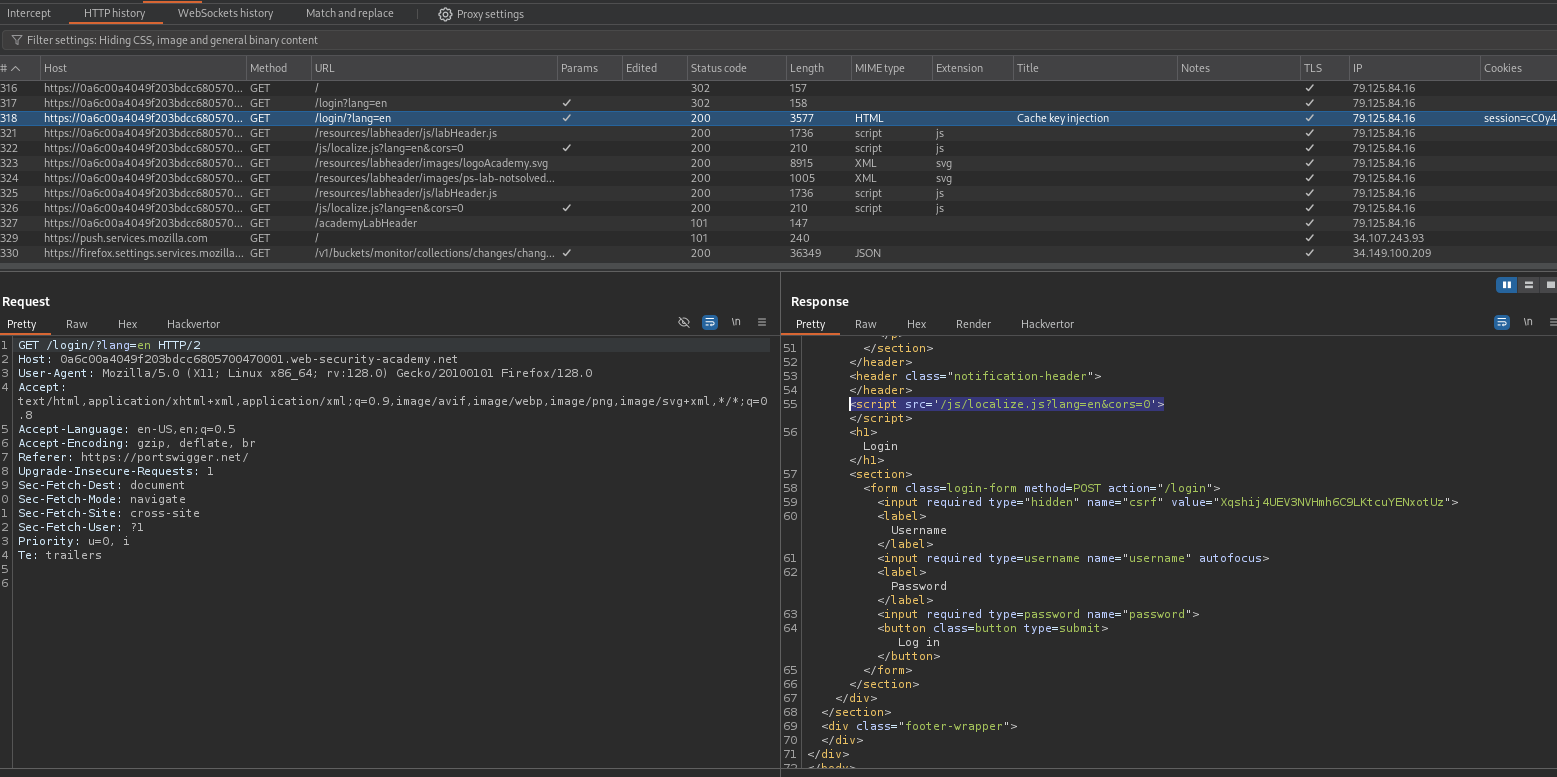 Intercept HTTP history WebSockets history Match and replace Proxy settings
Filter settings: Hiding CSS, image and general binary content
# Host Method URL Params Edited Status code Length MIME type Extension Title Notes TLS IP Cookies
316 https://0a6c00a4049f203bdcc680570... GET / 302 157 ✓ 79.125.84.16
317 https://0a6c00a4049f203bdcc680570... GET /login?lang=en ✓ 302 158 ✓ 79.125.84.16
318 https://0a6c00a4049f203bdcc680570... GET /login/?lang=en ✓ 200 3577 HTML Cache key injection ✓ 79.125.84.16 session=cC0y4
321 https://0a6c00a4049f203bdcc680570... GET /resources/labheader/js/labHeader.js 200 1736 script js ✓ 79.125.84.16
322 https://0a6c00a4049f203bdcc680570... GET /js/localize.js?lang=en&cors=0 ✓ 200 210 script js ✓ 79.125.84.16
323 https://0a6c00a4049f203bdcc680570... GET /resources/labheader/images/logoAcademy.svg 200 8915 XML svg ✓ 79.125.84.16
324 https://0a6c00a4049f203bdcc680570... GET /resources/labheader/images/ps-lab-notsolved... 200 1005 XML svg ✓ 79.125.84.16
325 https://0a6c00a4049f203bdcc680570... GET /resources/labheader/js/labHeader.js 200 1736 script js ✓ 79.125.84.16
326 https://0a6c00a4049f203bdcc680570... GET /js/localize.js?lang=en&cors=0 ✓ 200 210 script js ✓ 79.125.84.16
327 https://0a6c00a4049f203bdcc680570... GET /academyLabHeader 101 147 ✓ 79.125.84.16
329 https://push.services.mozilla.com GET / 101 240 ✓ 34.107.243.93
330 https://firefox.settings.services.mozilla... GET /v1/buckets/monitor/collections/changes/chang... ✓ 200 36349 JSON ✓ 34.149.100.209
Request
Pretty Raw Hex Hackvertor \n
1 GET /login/?lang=en HTTP/2
2 Host: 0a6c00a4049f203bdcc6805700470001.web-security-academy.net
3 User-Agent: Mozilla/5.0 (X11; Linux x86_64; rv:128.0) Gecko/20100101 Firefox/128.0
4 Accept:
text/html,application/xhtml+xml,application/xml;q=0.9,image/avif,image/webp,image/png,image/svg+xml,*/*;q=0
.8
5 Accept-Language: en-US,en;q=0.5
6 Accept-Encoding: gzip, deflate, br
7 Referer: https://portswigger.net/
8 Upgrade-Insecure-Requests: 1
9 Sec-Fetch-Dest: document
0 Sec-Fetch-Mode: navigate
1 Sec-Fetch-Site: cross-site
2 Sec-Fetch-User: ?1
3 Priority: u=0, i
4 Te: trailers
5
6
Response
Pretty Raw Hex Render Hackvertor \n
51 </section>
52 </header>
53 <header class="notification-header">
54 </header>
55 <script src='/js/localize.js?lang=en&cors=0'>
</script>
56 <h1>
Login
</h1>
57 <section>
58 <form class=login-form method=POST action="/login">
59 <input required type="hidden" name="csrf" value="Xqshij4UEV3NVHmh6C9LKtcuYENxotUz">
60 <label>
Username
</label>
61 <input required type=username name="username" autofocus>
62 <label>
Password
</label>
63 <input required type=password name="password">
64 <button class=button type=submit>
Log in
</button>
65 </form>
66 </section>
67 </div>
68 </section>
69 <div class="footer-wrapper">
70 </div>
71 </div>
72 </body>